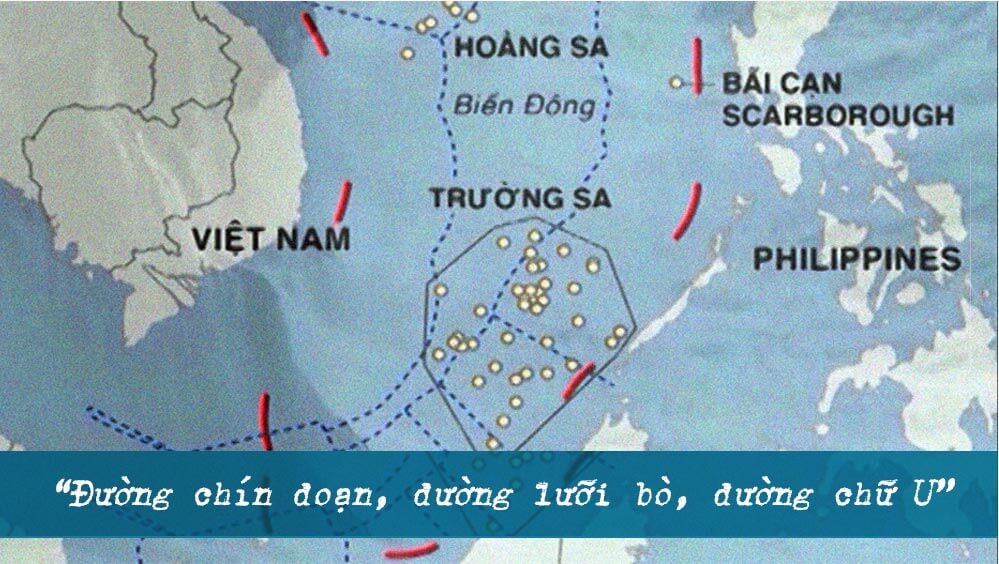 HOÀNG SA
Biển Đông
BÃI CẠN
SCARBOROUGH
TRƯỜNG SA
VIỆT NAM
PHILIPPINES
“Đường chín đoạn, đường lưỡi bò, đường chữ U”